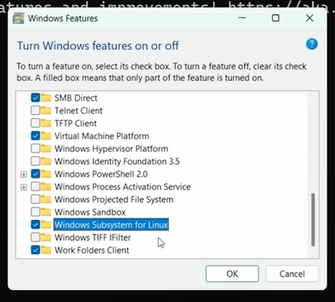 atures and improvements! https://aka.
Windows Features
Turn Windows features on or off
To turn a feature on, select its check box. To turn a feature off, clear its check
box. A filled box means that only part of the feature is turned on.
SMB Direct
Telnet Client
TFTP Client
Virtual Machine Platform
Windows Hypervisor Platform
Windows Identity Foundation 3.5
Windows PowerShell 2.0
Windows Process Activation Service
Windows Projected File System
Windows Sandbox
Windows Subsystem for Linux
Windows TIFF IFilter
Work Folders Client
OK Cancel